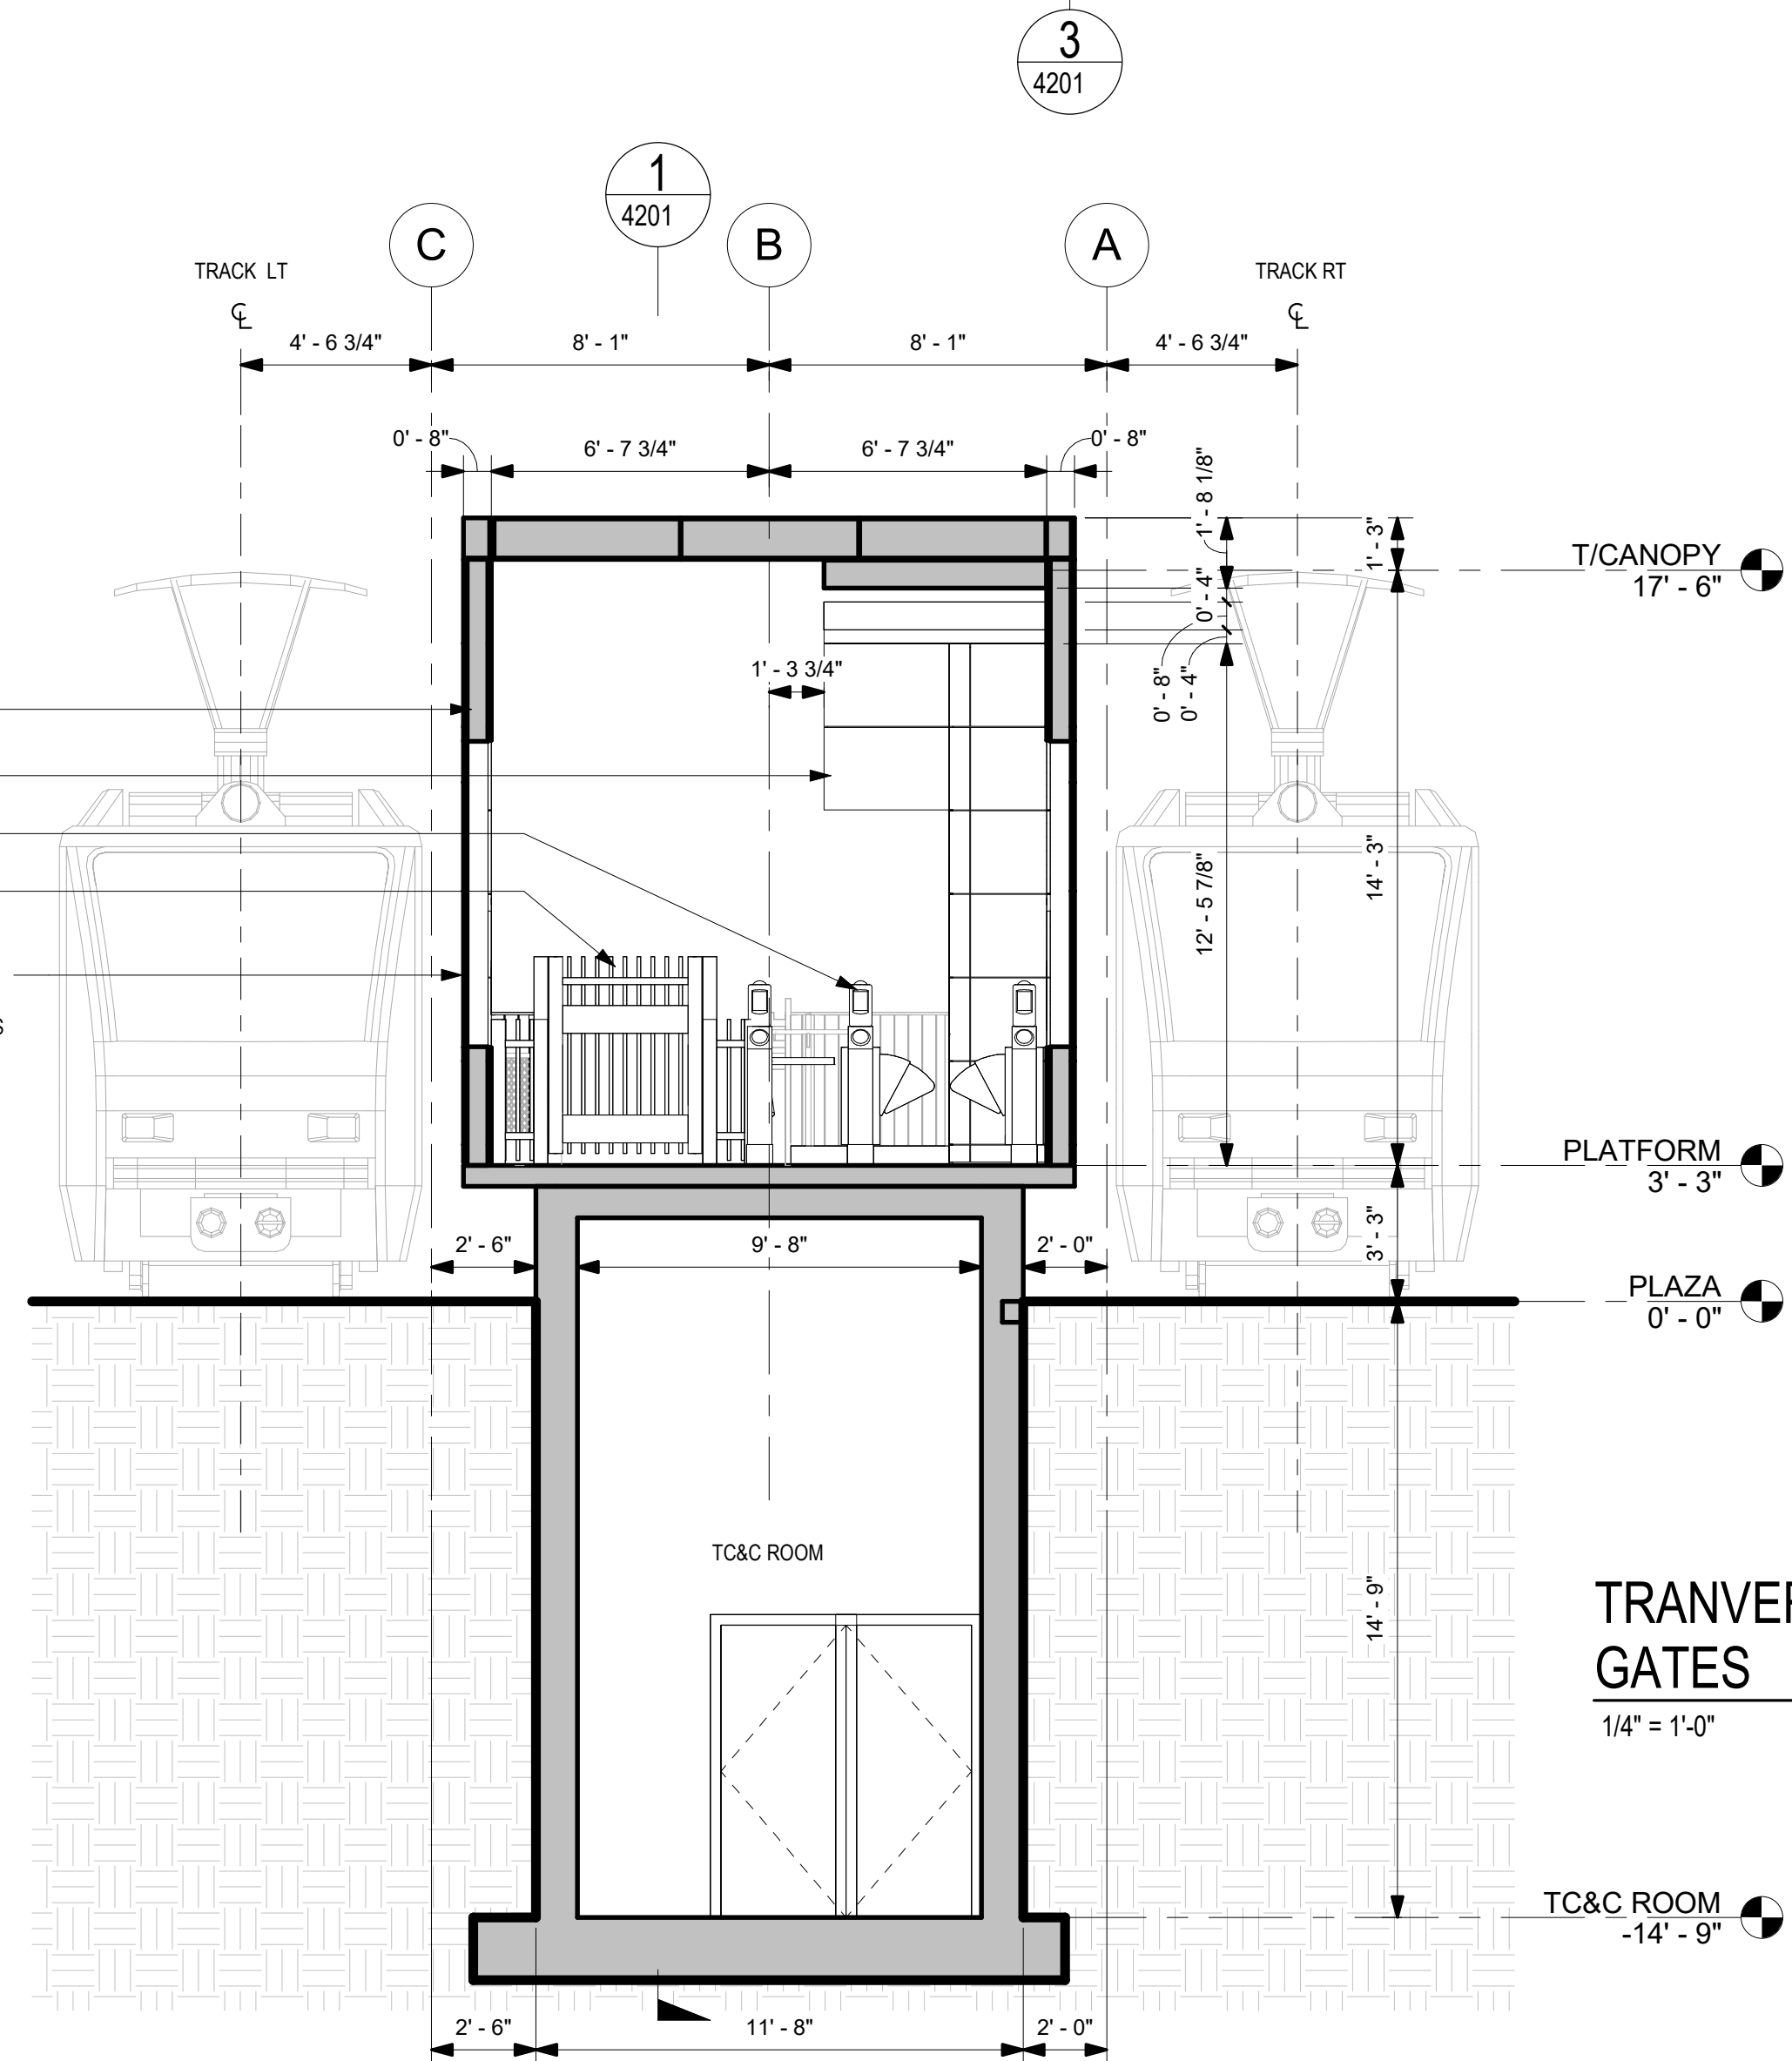 3
4201
1
4201
C
B
A
TRACK LT
TRACK RT
℄
℄
4' - 6 3/4"
8' - 1"
8' - 1"
4' - 6 3/4"
0' - 8"
6' - 7 3/4"
6' - 7 3/4"
0' - 8"
1' - 8 1/8"
1' - 3"
T/CANOPY
17' - 6"
0' - 4"
1' - 3 3/4"
0' - 8"
0' - 4"
14' - 3"
12' - 5 7/8"
S
PLATFORM
3' - 3"
3' - 3"
2' - 6"
9' - 8"
2' - 0"
PLAZA
0' - 0"
TC&C ROOM
14' - 9"
TRANVER
GATES
1/4" = 1'-0"
TC&C ROOM
-14' - 9"
2' - 6"
11' - 8"
2' - 0"